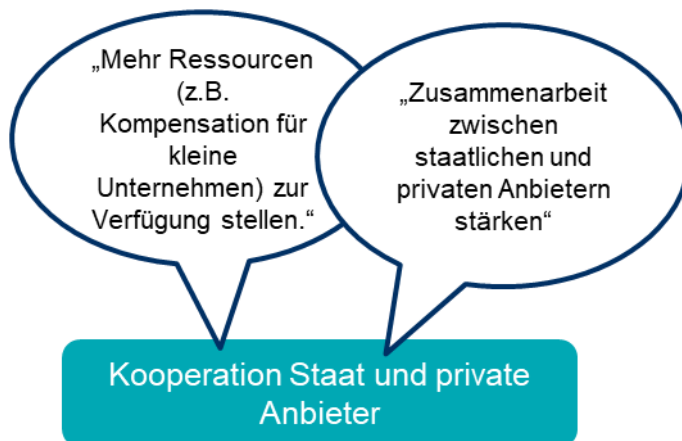 „Mehr Ressourcen
(z.B.
Kompensation für
kleine
Unternehmen) zur
Verfügung stellen.“
„Zusammenarbeit
zwischen
staatlichen und
privaten Anbietern
stärken“
Kooperation Staat und private
Anbieter